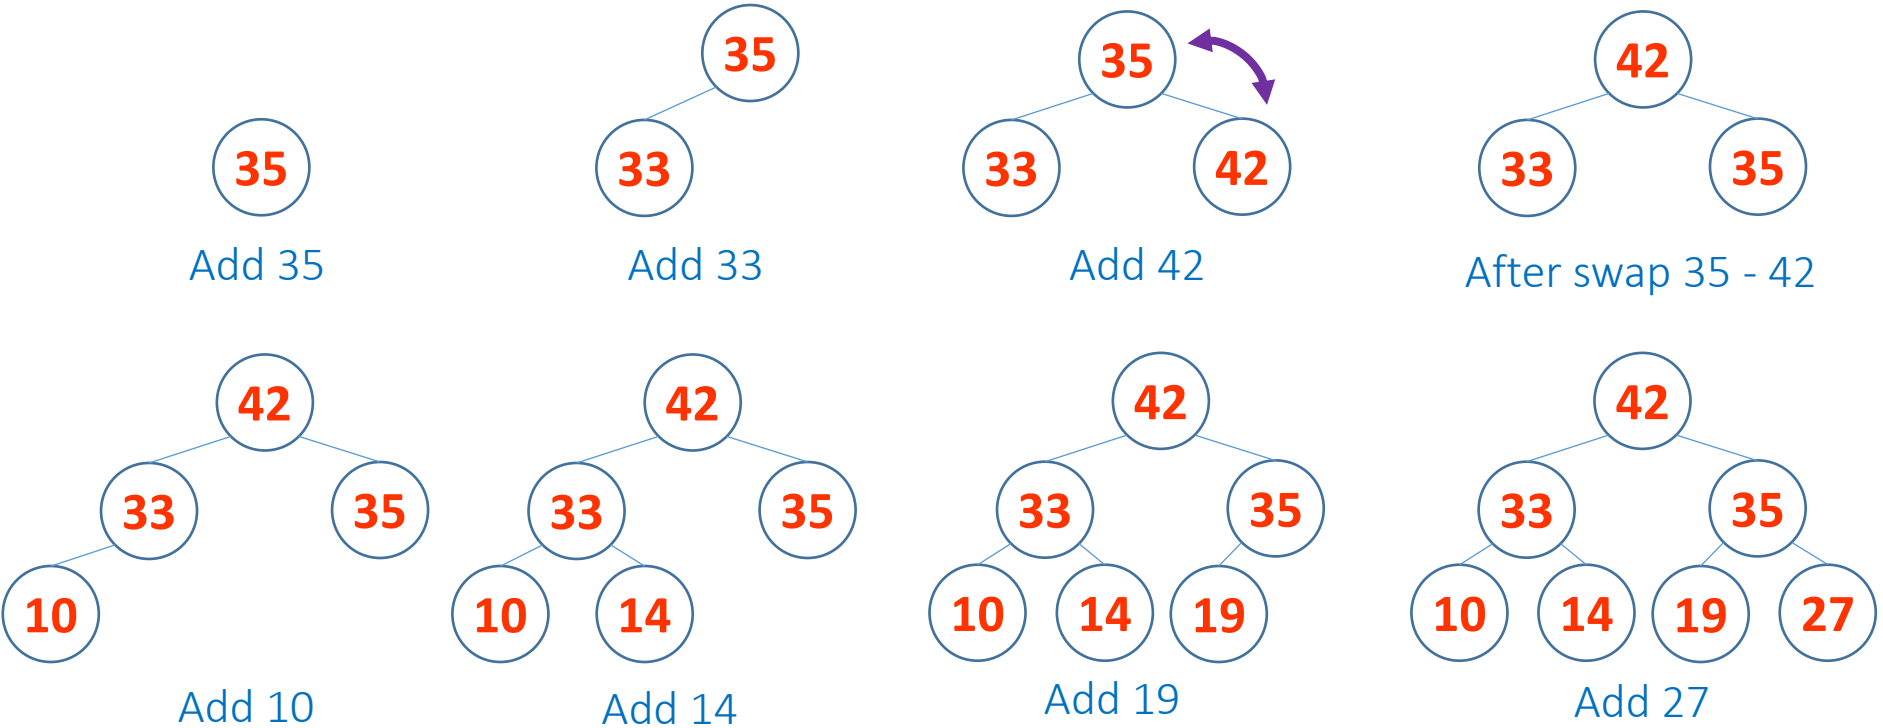 35
Add 35
35
33
Add 33
35
33 42
Add 42
42
33 35
After swap 35 - 42
42
33 35
10
Add 10
42
33 35
10 14
Add 14
42
33 35
10 14 19
Add 19
42
33 35
10 14 19 27
Add 27